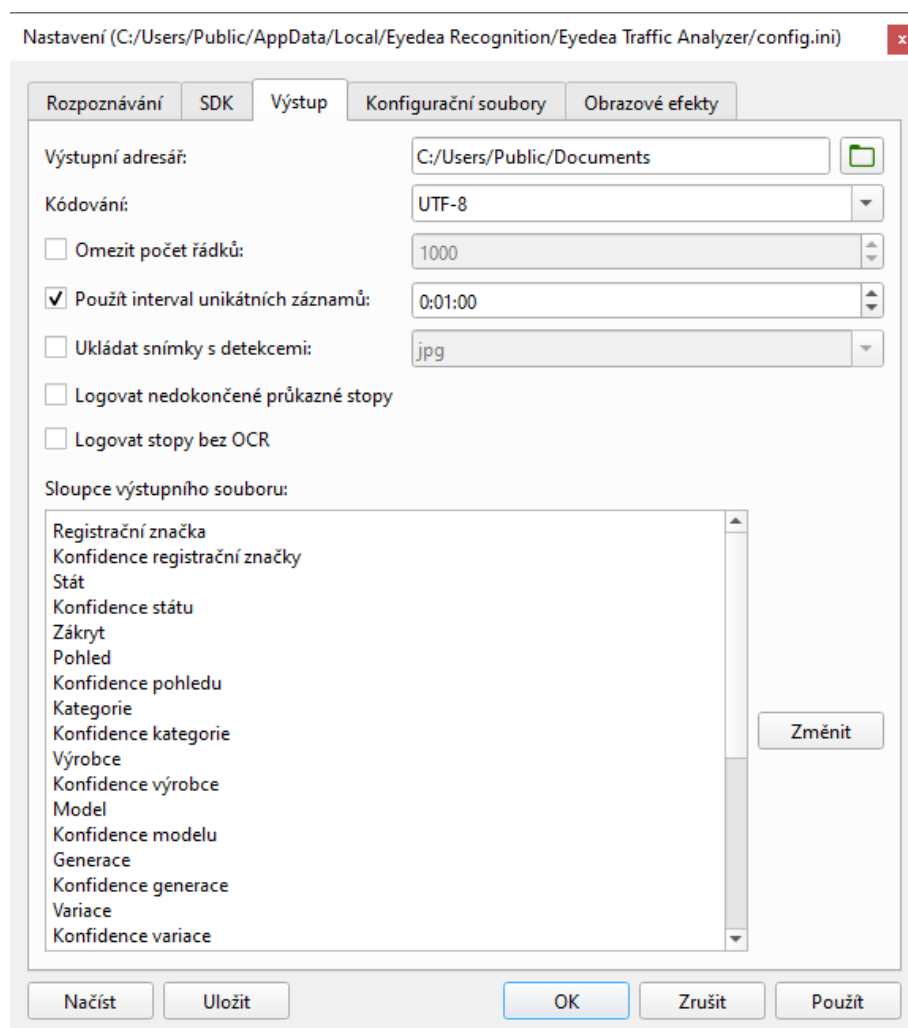 Nastavení (C:/Users/Public/AppData/Local/Eyedea Recognition/Eyedea Traffic Analyzer/config.ini) x
Rozpoznávání SDK Výstup Konfigurační soubory Obrazové efekty
Výstupní adresář: C:/Users/Public/Documents
Kódování: UTF-8
Omezit počet řádků: 1000
Použít interval unikátních záznamů: 0:01:00
Ukládat snímky s detekcemi: jpg
Logovat nedokončené průkazné stopy
Logovat stopy bez OCR
Sloupce výstupního souboru:
Registrační značka
Konfidence registrační značky
Stát
Konfidence státu
Zákryt
Pohled
Konfidence pohledu
Kategorie
Konfidence kategorie
Změnit
Výrobce
Konfidence výrobce
Model
Konfidence modelu
Generace
Konfidence generace
Variace
Konfidence variace
Načíst Uložit OK Zrušit Použít